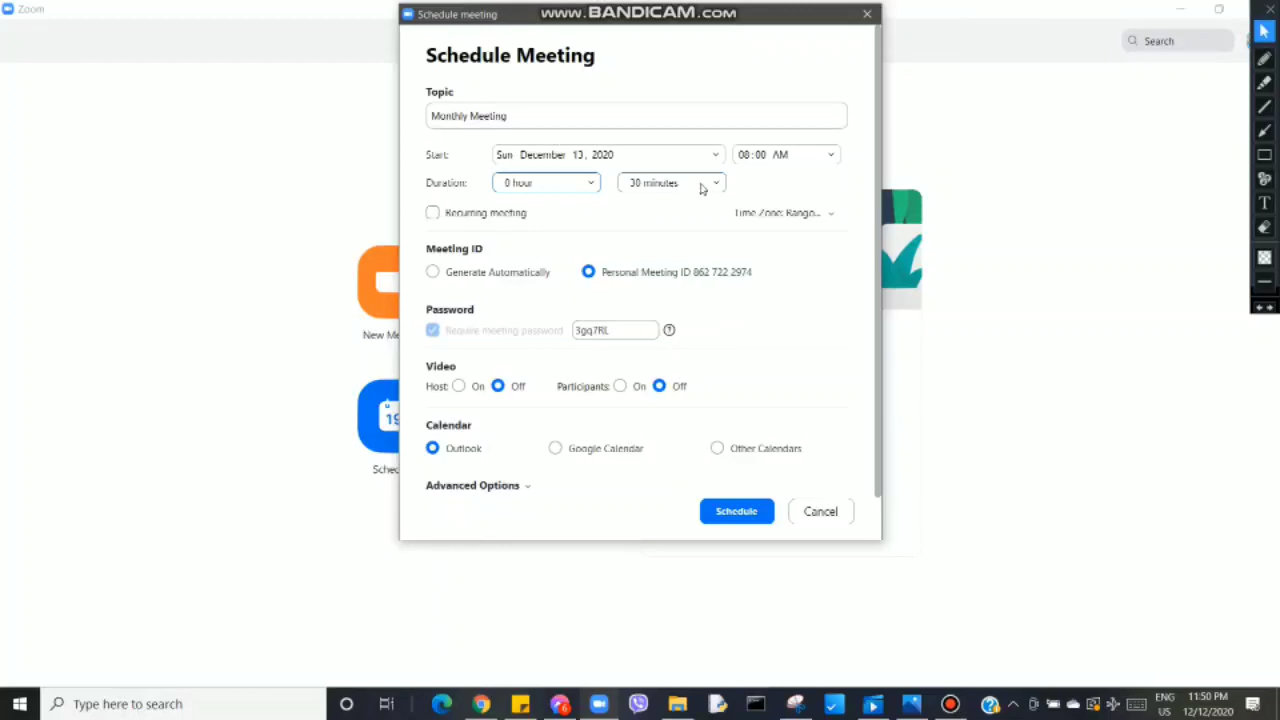 Zoom
Schedule meeting
www.BANDICAM.com
Search
Schedule Meeting
Topic
Monthly Meeting
Start:
Sun December 13, 2020
08:00 AM
Duration:
0 hour
30 minutes
Recurring meeting
Time Zone: Rango...
Meeting ID
Generate Automatically
Personal Meeting ID 862 722 2974
New Me
Password
Require meeting password
3gq7RL
Video
Host:
On
Off
Participants:
On
Off
19
Calendar
Outlook
Google Calendar
Other Calendars
Sched
Advanced Options
Schedule
Cancel
Type here to search
6
ENG
US
11:50 PM
12/12/2020